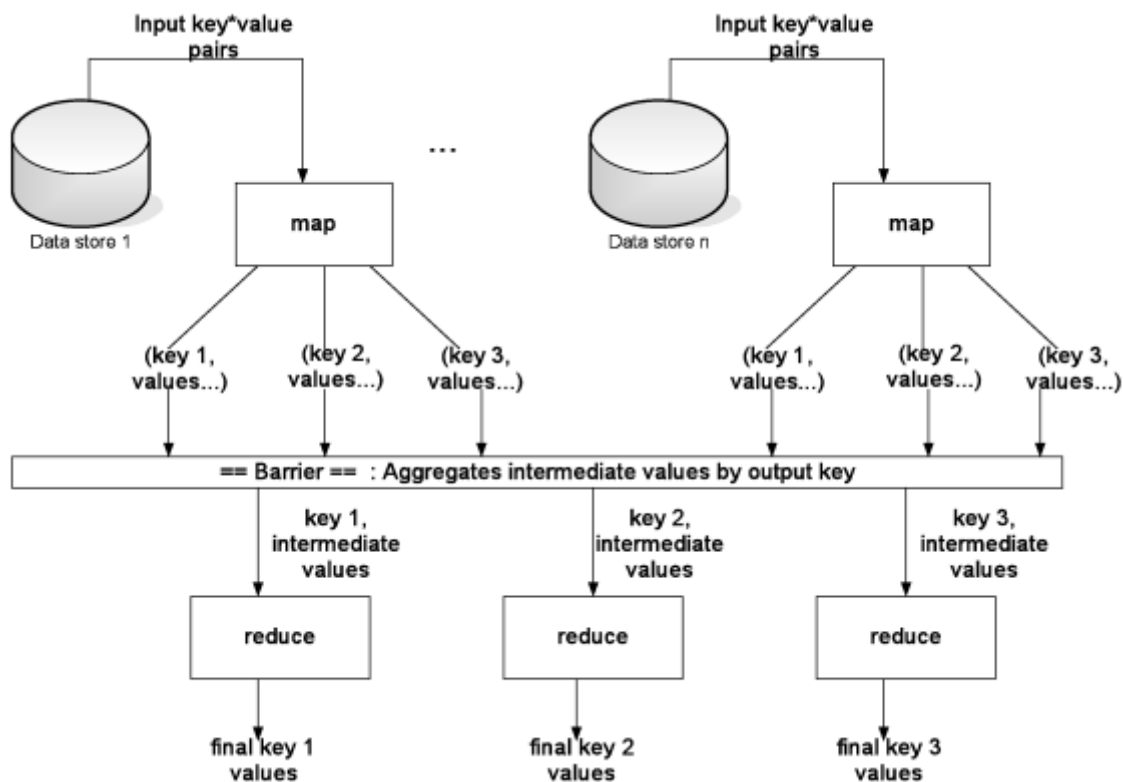 Input key*value
pairs
Input key*value
pairs
...
map
map
Data store 1
Data store n
(key 1,
values...)
(key 2,
values...)
(key 3,
values...)
(key 1,
values...)
(key 2,
values...)
(key 3,
values...)
== Barrier == : Aggregates intermediate values by output key
key 1,
intermediate
values
key 2,
intermediate
values
key 3,
intermediate
values
reduce
reduce
reduce
final key 1
values
final key 2
values
final key 3
values